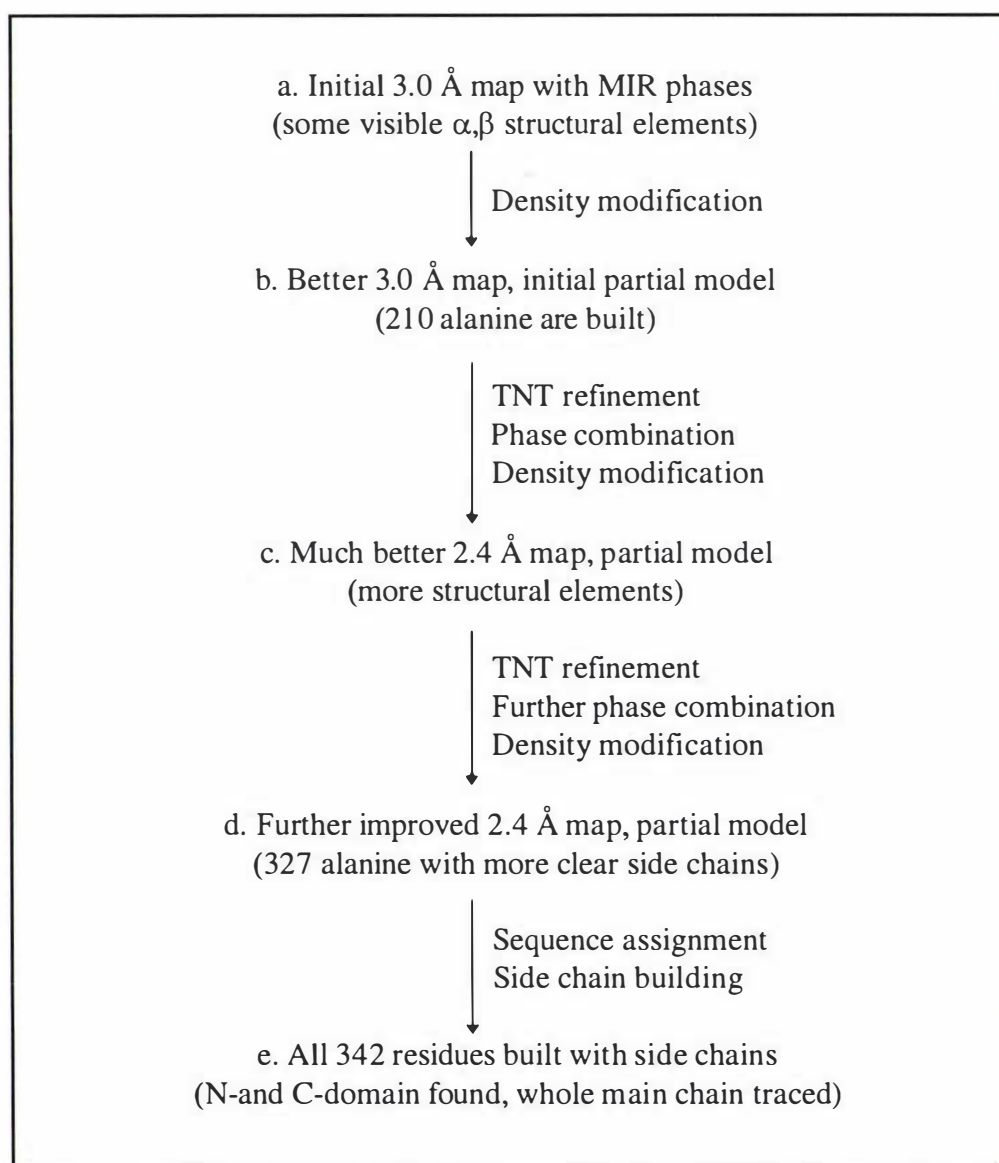 a. Initial 3.0 Å map with MIR phases
(some visible α,β structural elements)
Density modification
b. Better 3.0 Å map, initial partial model
(210 alanine are built)
TNT refinement
Phase combination
Density modification
c. Much better 2.4 Å map, partial model
(more structural elements)
TNT refinement
Further phase combination
Density modification
d. Further improved 2.4 Å map, partial model
(327 alanine with more clear side chains)
Sequence assignment
Side chain building
e. All 342 residues built with side chains
(N-and C-domain found, whole main chain traced)